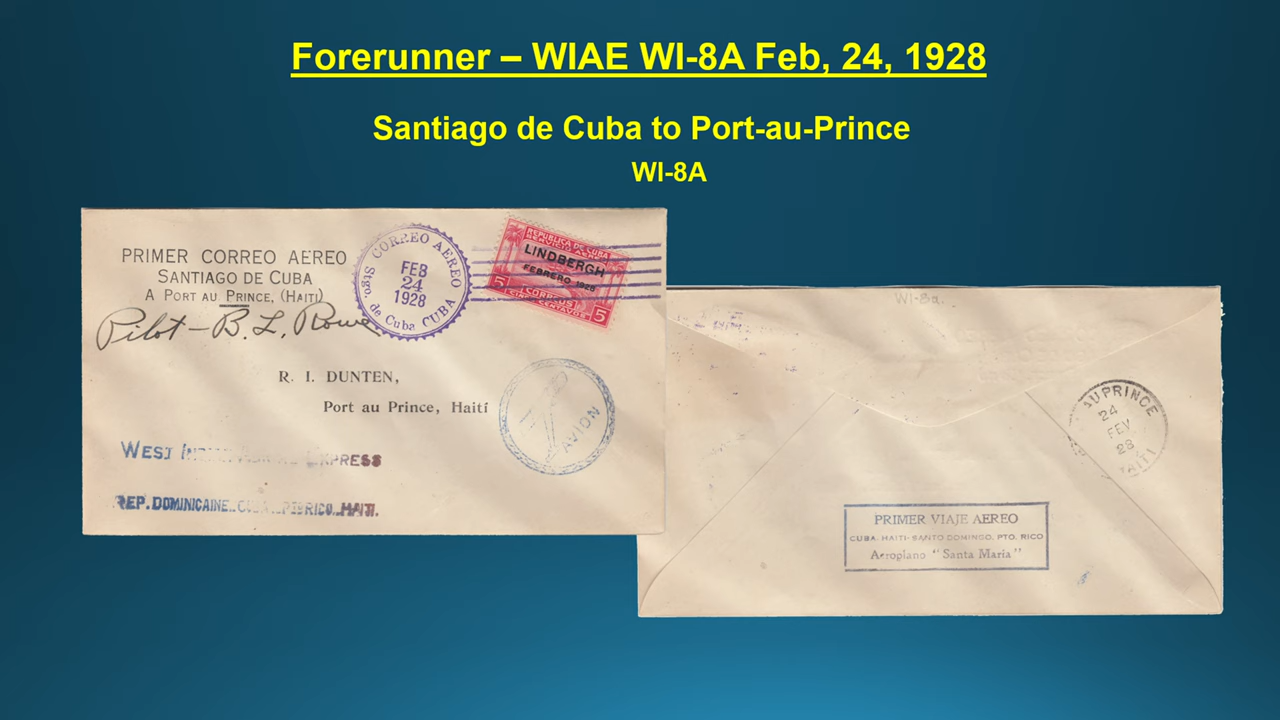 Forerunner – WIAE WI-8A Feb, 24, 1928
Santiago de Cuba to Port-au-Prince
WI-8A
PRIMER CORREO AEREO
SANTIAGO DE CUBA
A PORT AU PRINCE, (HAITI)
Pilot – B. L. Rowe
CORREO AEREO
FEB
24
1928
Stgo. de Cuba CUBA
REPUBLICA DE CUBA
SERVICIO AEREO
LINDBERGH
FEBRERO 1928
5 CORREOS 5
R. I. DUNTEN,
Port au Prince, Haiti
AVION
WEST EXPRESS
REP. DOMINICAINE HAITI.
WI-8a.
AU PRINCE
24
FEV
28
HAITI
PRIMER VIAJE AEREO
CUBA. HAITI- SANTO DOMINGO. PTO. RICO
Aeroplano "Santa Maria"